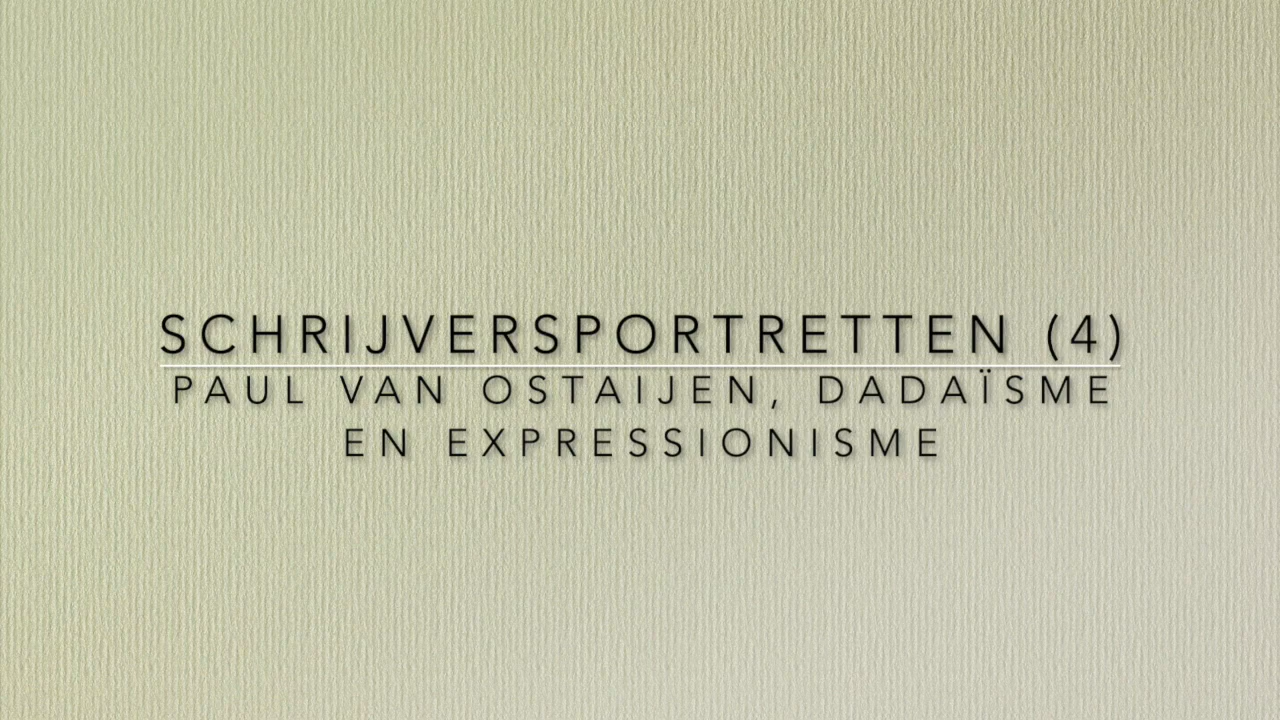 SCHRIJVERSPORTRETTEN (4)
PAUL VAN OSTAIJEN, DADAÏSME
EN EXPRESSIONISME